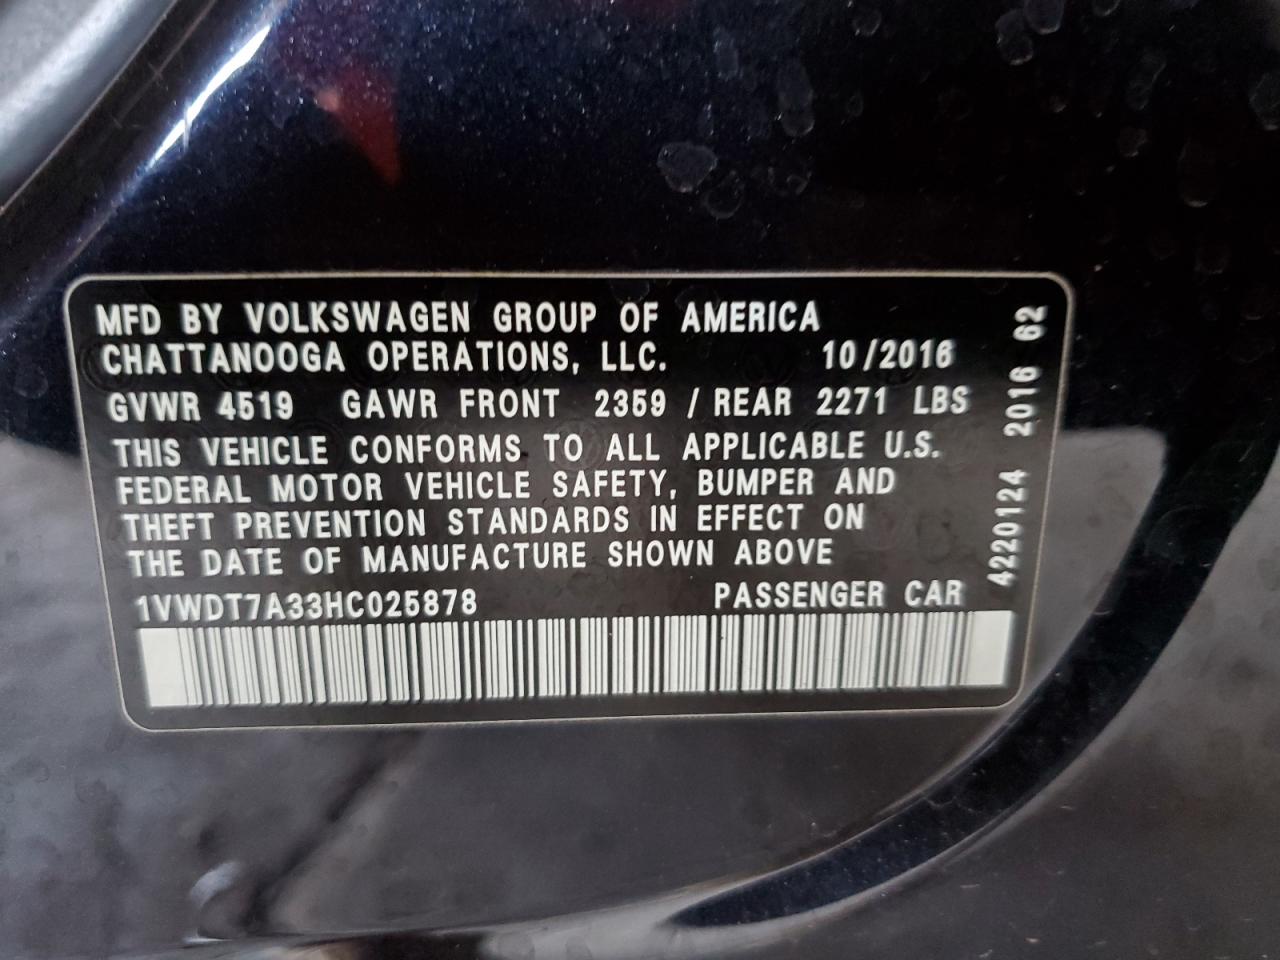 MFD BY VOLKSWAGEN GROUP OF AMERICA
CHATTANOOGA OPERATIONS, LLC. 10/2016
GVWR 4519 GAWR FRONT 2359 / REAR 2271 LBS
THIS VEHICLE CONFORMS TO ALL APPLICABLE U.S.
FEDERAL MOTOR VEHICLE SAFETY, BUMPER AND
THEFT PREVENTION STANDARDS IN EFFECT ON
THE DATE OF MANUFACTURE SHOWN ABOVE
1VWDT7A33HC025878 PASSENGER CAR
4220124 2016 62